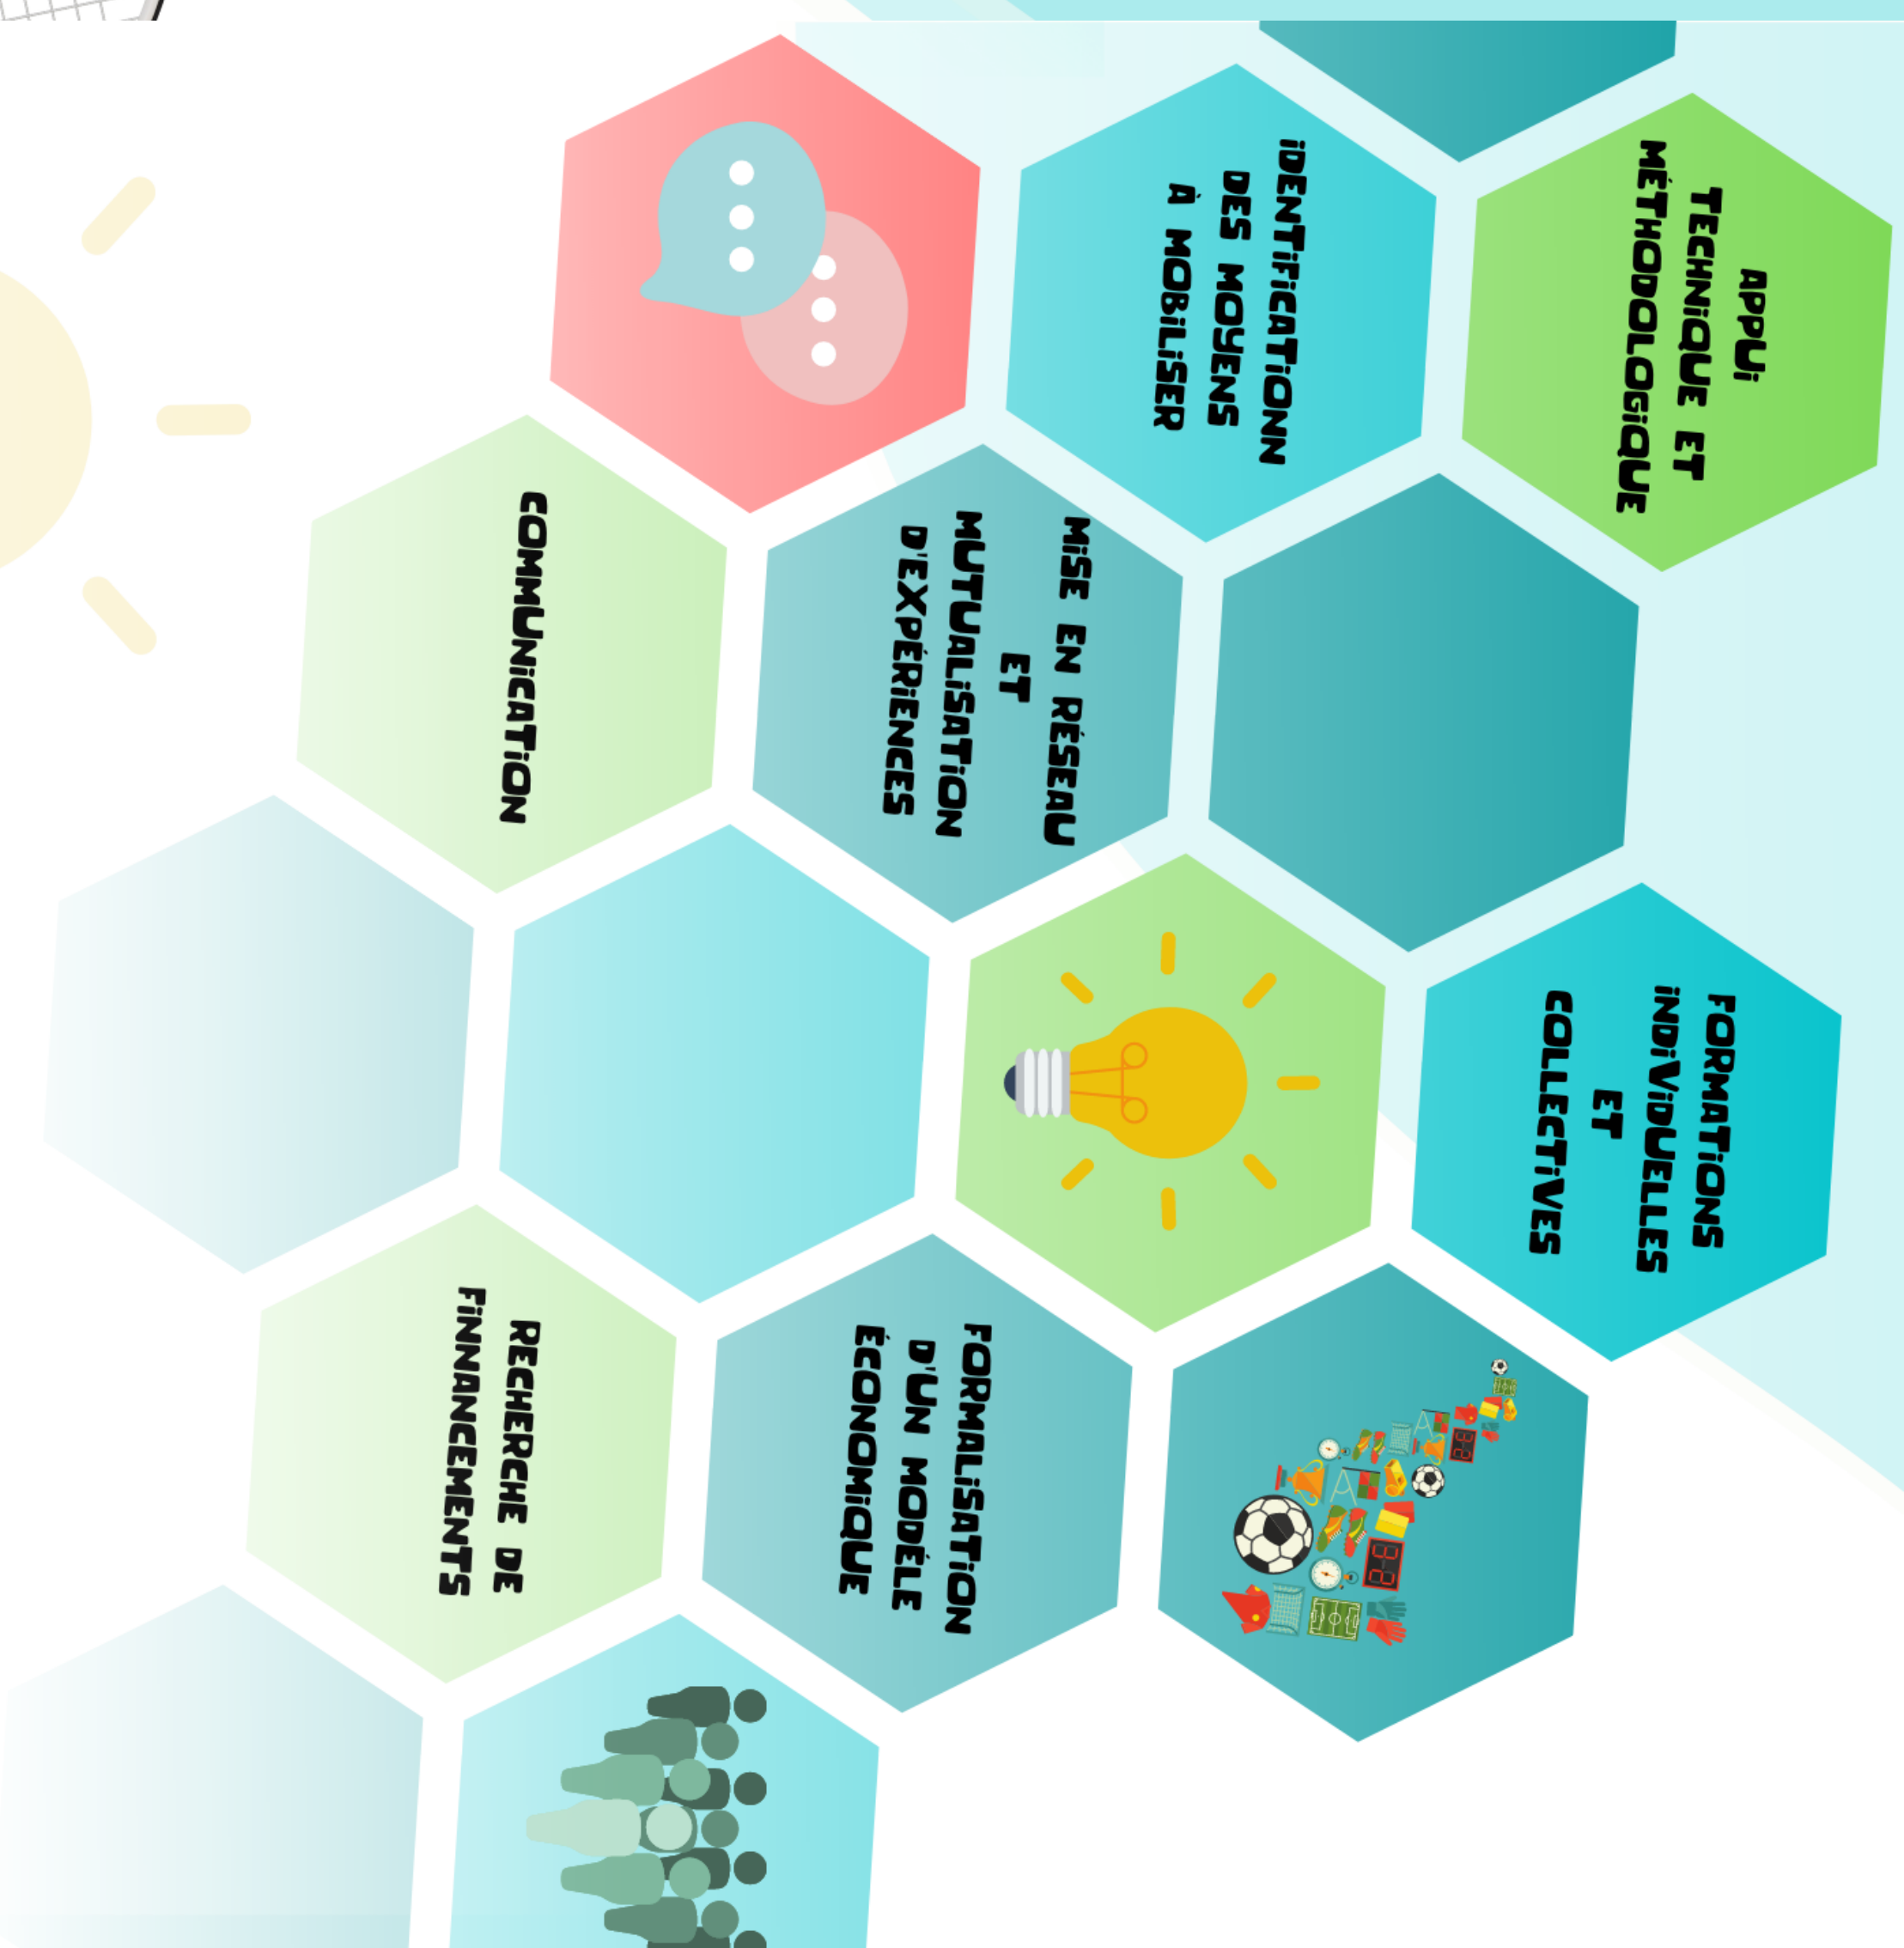 APPUI
TECHNIQUE ET
MÉTHODOLOGIQUE
FORMATIONS
INDIVIDUELLES
ET
COLLECTIVES
IDENTIFICATIONN
DES MOYENS
À MOBILISER
MISE EN RÉSEAU
ET
MUTUALISATION
D'EXPÉRIENCES
FORMALISATION
D'UN MODÈLE
ÉCONOMIQUE
COMMUNICATION
RECHERCHE DE
FINNANCEMENTS